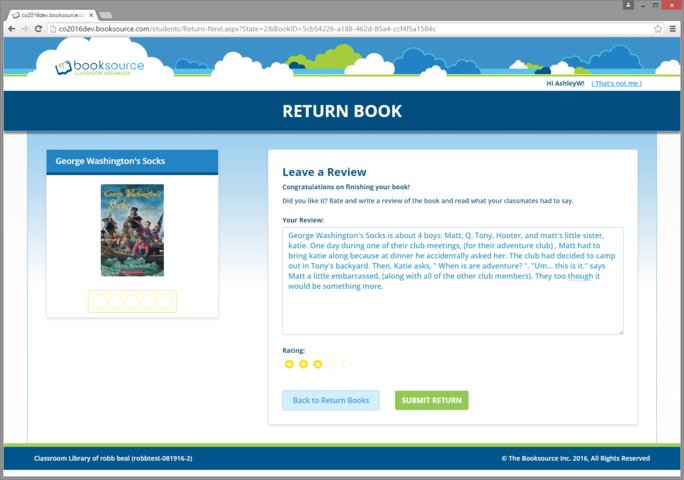 co2016dev.booksource.com
co2016dev.booksource.com/students/Return-Next.aspx?State=2&BookID=5cb54226-a188-462d-85a4-ccf4f5a1584c
booksource
CLASSROOM ORGANIZER
Hi AshleyW! ( That's not me )
RETURN BOOK
George Washington's Socks
George Washington's
Socks
Leave a Review
Congratulations on finishing your book!
Did you like it? Rate and write a review of the book and read what your classmates had to say.
Your Review:
George Washington's Socks is about 4 boys: Matt, Q, Tony, Hooter, and matt's little sister,
katie. One day during one of their club meetings, (for their adventure club) , Matt had to
bring katie along because at dinner he accidentally asked her. The club had decided to camp
out in Tony's backyard. Then, Katie asks, " When is are adventure? ". "Um... this is it." says
Matt a little embarrassed, (along with all of the other club members). They too though it
would be something more.
Rating:
Back to Return Books
SUBMIT RETURN
Classroom Library of robb beal (robbtest-081916-2)
© The Booksource Inc. 2016, All Rights Reserved